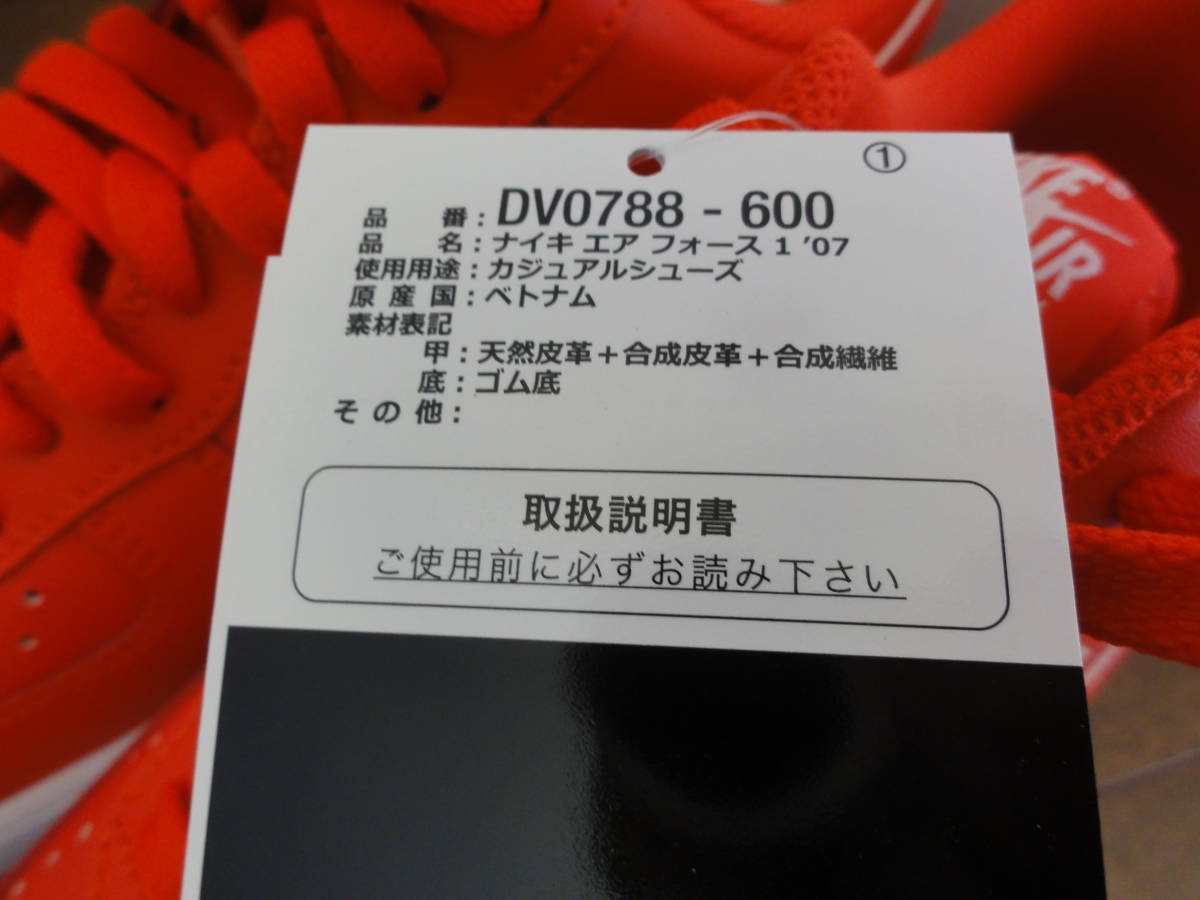 ①
品番：DV0788 - 600
品名：ナイキ エア フォース 1 '07
使用用途：カジュアルシューズ
原産国：ベトナム
素材表記
甲：天然皮革＋合成皮革＋合成繊維
底：ゴム底
その他：
取扱説明書
ご使用前に必ずお読み下さい
AIR